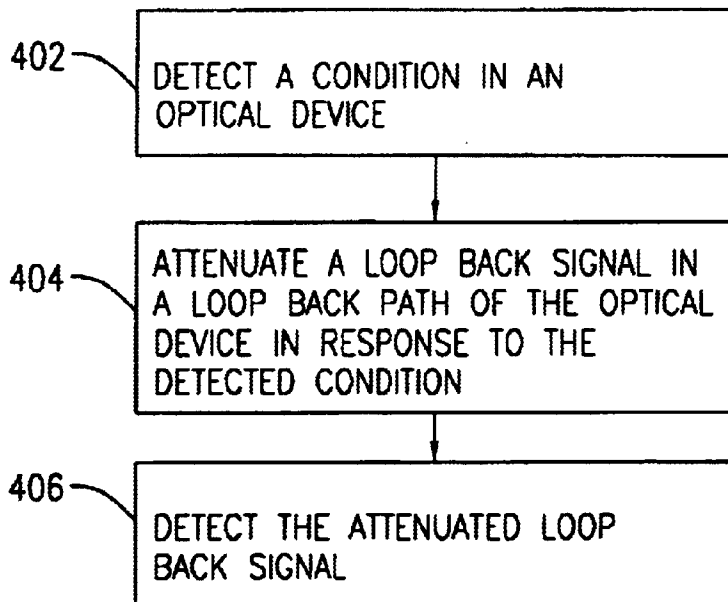 402
DETECT A CONDITION IN AN
OPTICAL DEVICE
404
ATTENUATE A LOOP BACK SIGNAL IN
A LOOP BACK PATH OF THE OPTICAL
DEVICE IN RESPONSE TO THE
DETECTED CONDITION
406
DETECT THE ATTENUATED LOOP
BACK SIGNAL